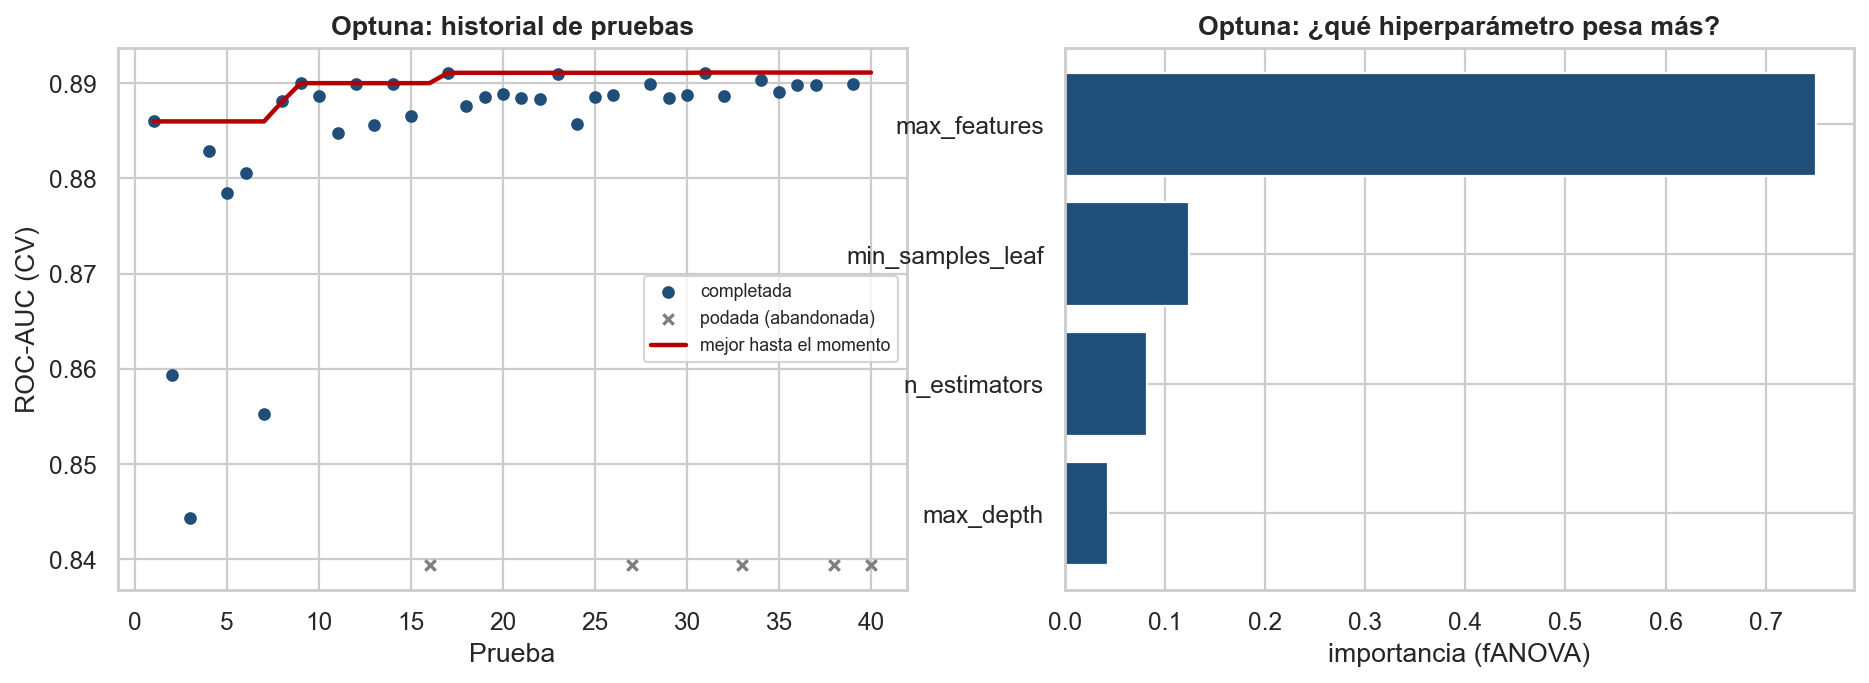 Optuna: historial de pruebas
ROC-AUC (CV)
0.89
0.88
0.87
0.86
0.85
0.84
completada
podada (abandonada)
mejor hasta el momento
0 5 10 15 20 25 30 35 40
Prueba
Optuna: ¿qué hiperparámetro pesa más?
max_features
min_samples_leaf
n_estimators
max_depth
0.0 0.1 0.2 0.3 0.4 0.5 0.6 0.7
importancia (fANOVA)